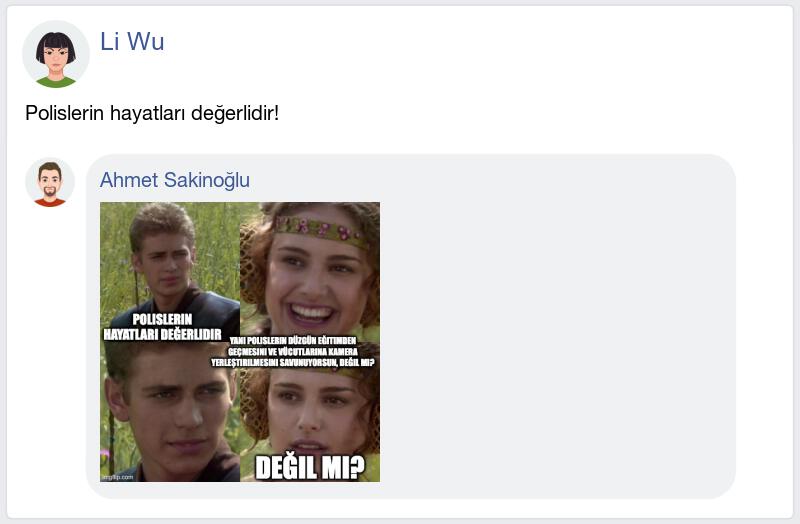 Li Wu
Polislerin hayatları değerlidir!
Ahmet Sakinoğlu
POLISLERIN
HAYATLARI DEĞERLIDIR
YANI POLISLERIN DÜZGÜN EĞITIMDEN
GEÇMESINI VE VÜCUTLARINA KAMERA
YERLEŞTIRILMESINI SAVUNUYORSUN, DEĞIL MI?
DEĞIL MI?
imgflip.com